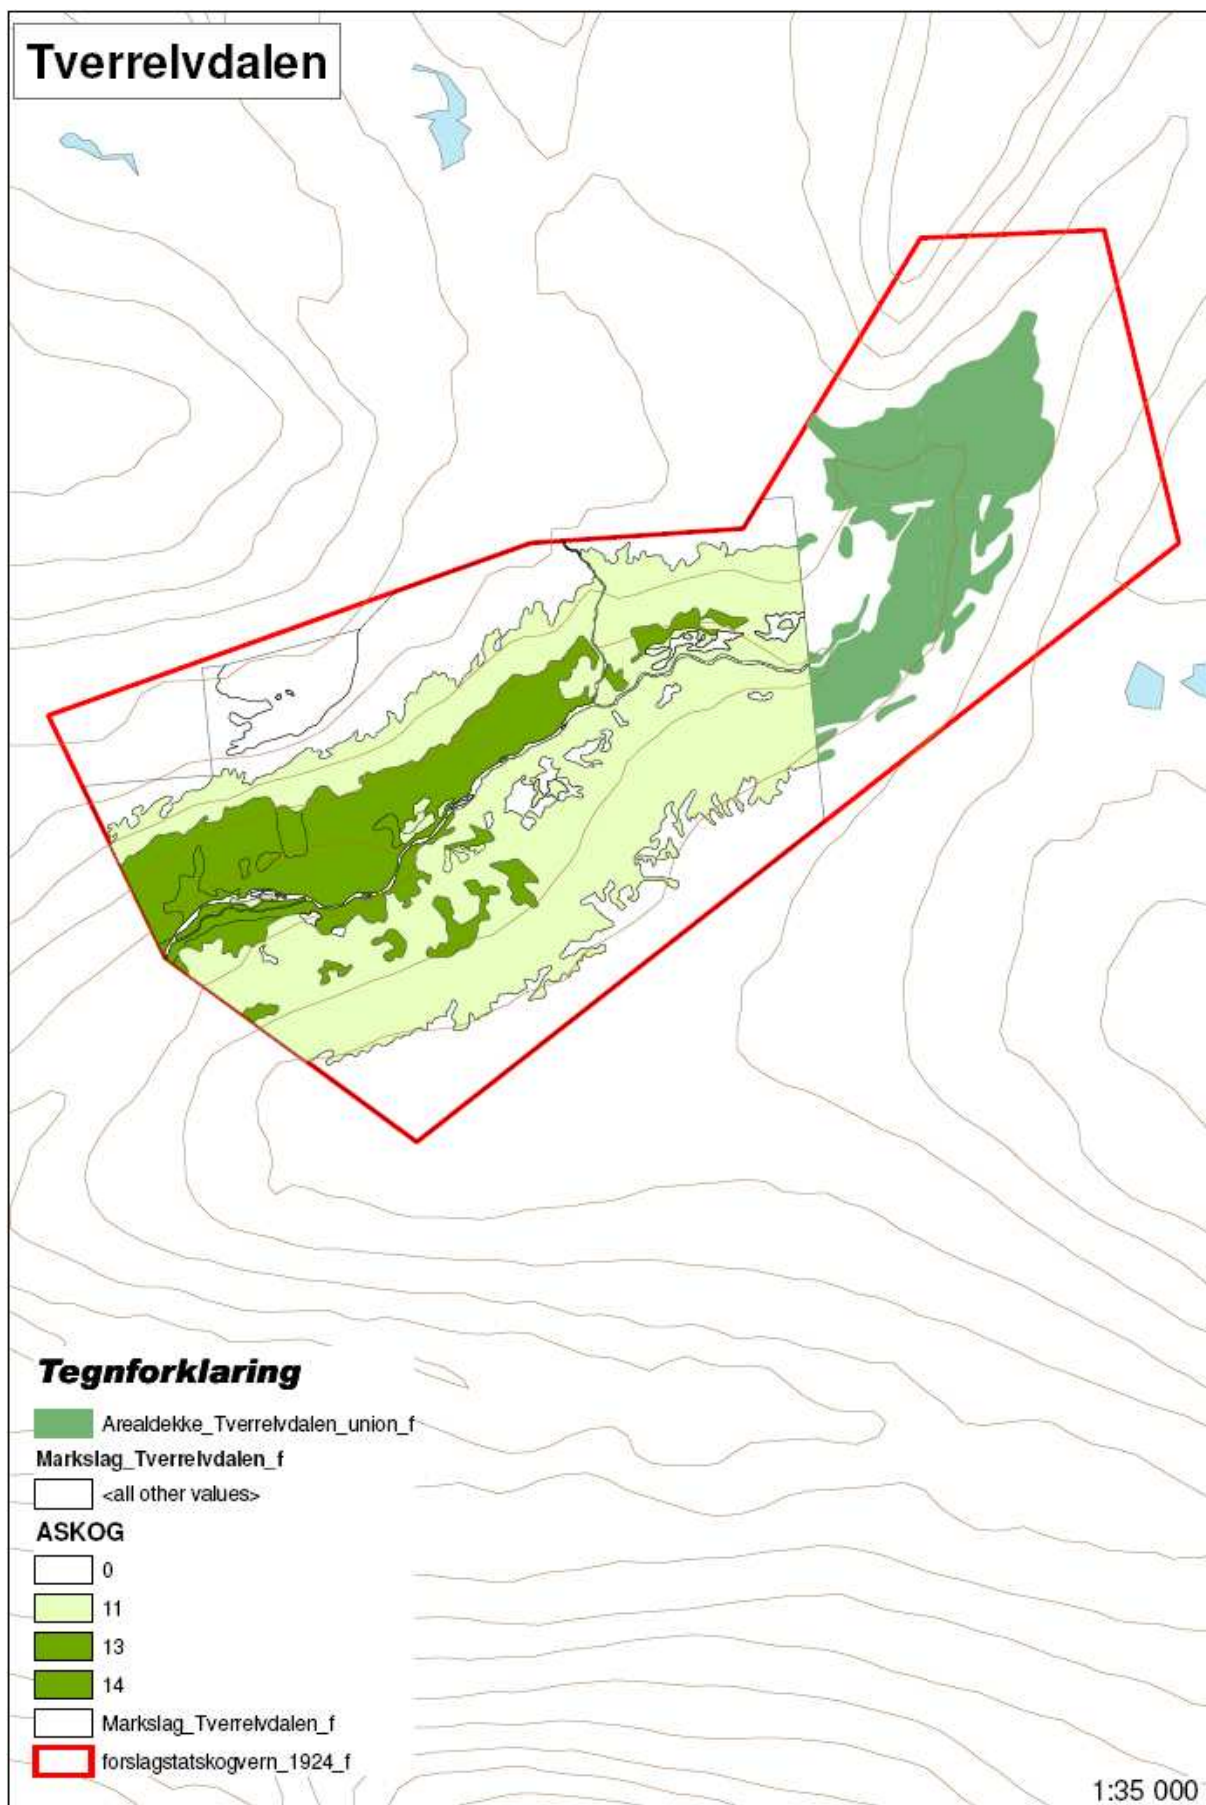 Tverrelvdalen
Tegnforklaring
Arealdekke_Tverrelvdalen_union_f
Markslag_Tverrelvdalen_f
<all other values>
ASKOG
0
11
13
14
Markslag_Tverrelvdalen_f
forslagstatskogvern_1924_f
1:35 000